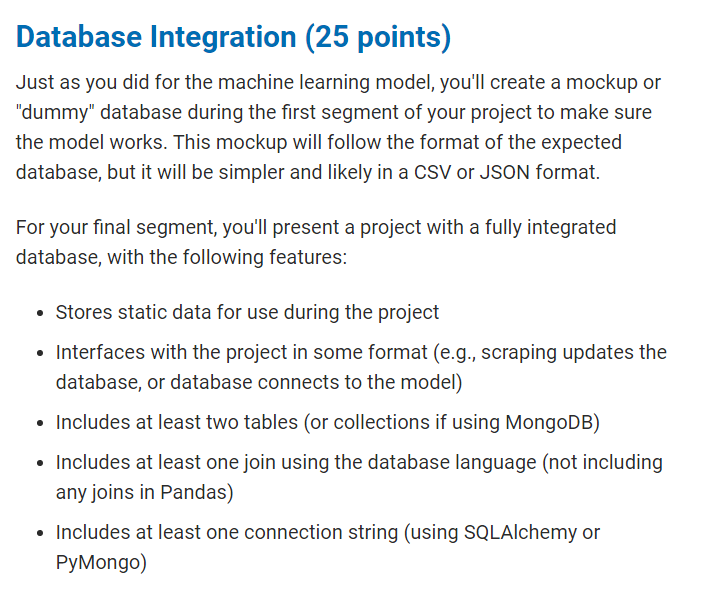 Database Integration (25 points)
Just as you did for the machine learning model, you'll create a mockup or
"dummy" database during the first segment of your project to make sure
the model works. This mockup will follow the format of the expected
database, but it will be simpler and likely in a CSV or JSON format.
For your final segment, you'll present a project with a fully integrated
database, with the following features:
• Stores static data for use during the project
• Interfaces with the project in some format (e.g., scraping updates the
database, or database connects to the model)
• Includes at least two tables (or collections if using MongoDB)
• Includes at least one join using the database language (not including
any joins in Pandas)
• Includes at least one connection string (using SQLAlchemy or
PyMongo)